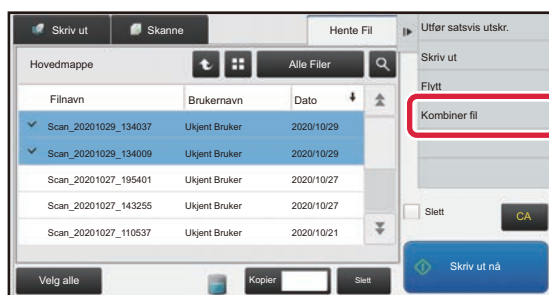 Skriv ut
Skanne
Hente Fil
Hovedmappe
Alle Filer
Filnavn Brukernavn Dato
Scan_20201029_134037 Ukjent Bruker 2020/10/29
Scan_20201029_134009 Ukjent Bruker 2020/10/29
Scan_20201027_195401 Ukjent Bruker 2020/10/27
Scan_20201027_143255 Ukjent Bruker 2020/10/27
Scan_20201027_110537 Ukjent Bruker 2020/10/21
Velg alle
Kopier
Slett
Utfør satsvis utskr.
Skriv ut
Flytt
Kombiner fil
Slett
CA
Skriv ut nå